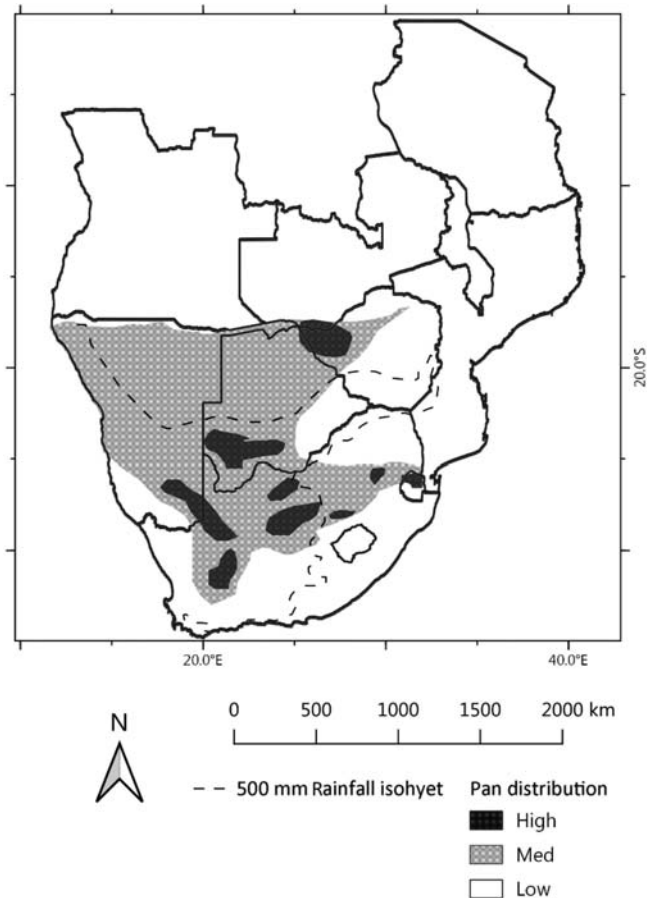 20.0°S
20.0°E 40.0°E
N
0 500 1000 1500 2000 km
500 mm Rainfall isohyet
Pan distribution
High
Med
Low